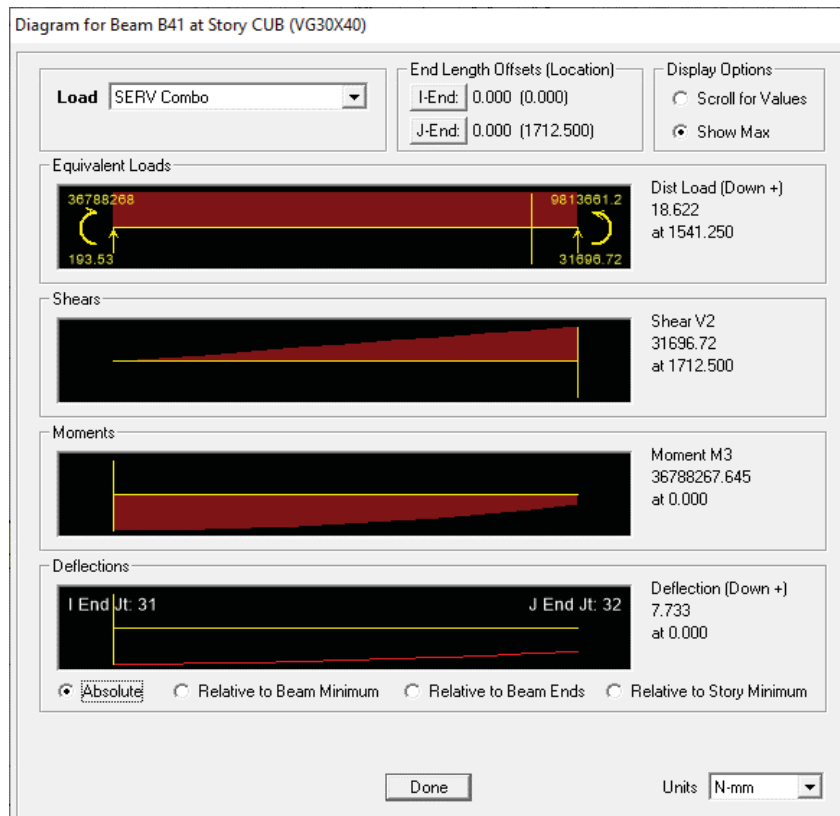 Diagram for Beam B41 at Story CUB (VG30X40)
Load SERV Combo
End Length Offsets (Location)
I-End: 0.000 (0.000)
J-End: 0.000 (1712.500)
Display Options
Scroll for Values
Show Max
Equivalent Loads
36788268 9813661.2
193.53 31696.72
Dist Load (Down +)
18.622
at 1541.250
Shears
Shear V2
31696.72
at 1712.500
Moments
Moment M3
36788267.645
at 0.000
Deflections
I End Jt: 31 J End Jt: 32
Deflection (Down +)
7.733
at 0.000
Absolute Relative to Beam Minimum Relative to Beam Ends Relative to Story Minimum
Done
Units N-mm